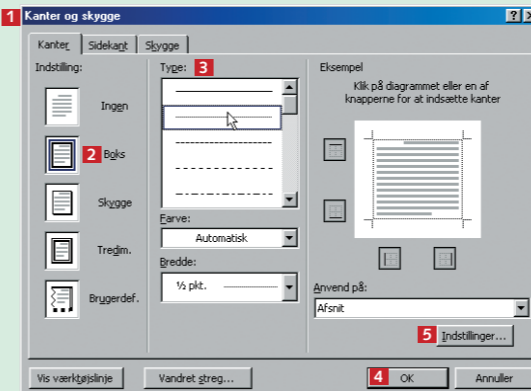 1 Kanter og skygge
Kanter Sidekant Skygge
Indstilling:
Ingen
2 Boks
Skygge
Tredim.
Brugerdef.
Type: 3
Farve:
Automatisk
Bredde:
½ pkt.
Eksempel
Klik på diagrammet eller en af
knapperne for at indsætte kanter
Anvend på:
Afsnit
5 Indstillinger...
Vis værktøjslinje
Vandret streg...
4 OK
Annuller